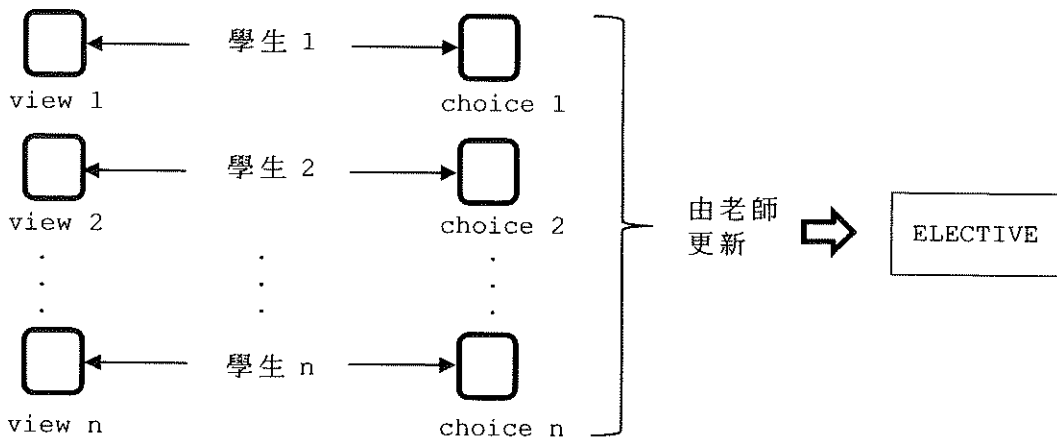 學生 1
view 1
choice 1
學生 2
view 2
choice 2
由老師
更新
ELECTIVE
學生 n
view n
choice n